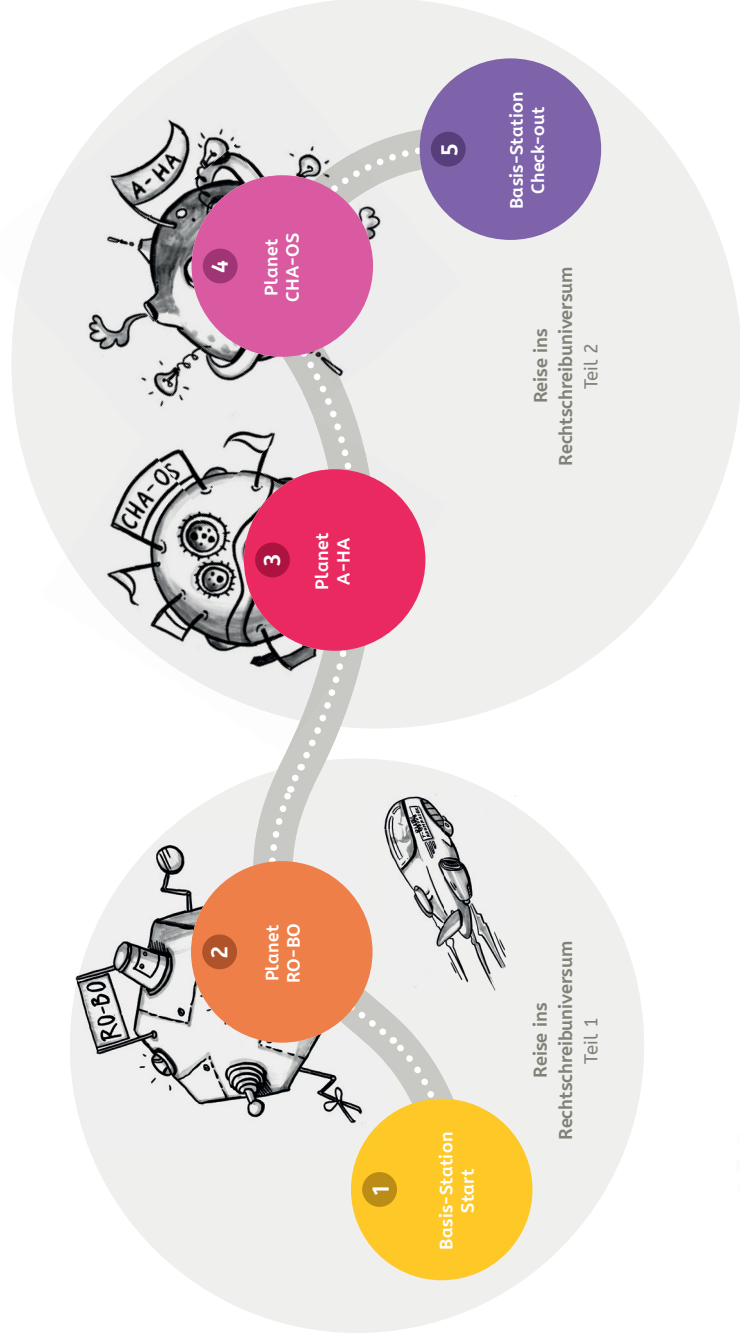 1
Basis-Station
Start
RO-BO
2
Planet
RO-BO
Reise ins
Rechtschreibuniversum
Teil 1
CHA-OS
3
Planet
A-HA
A-HA
4
Planet
CHA-OS
5
Basis-Station
Check-out
Reise ins
Rechtschreibuniversum
Teil 2